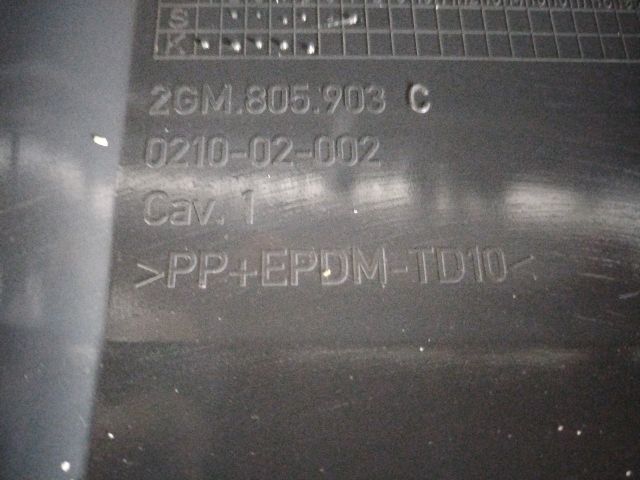 S
K
2GM.805.903 C
0210-02-002
Cav. 1
>PP+EPDM-TD10<